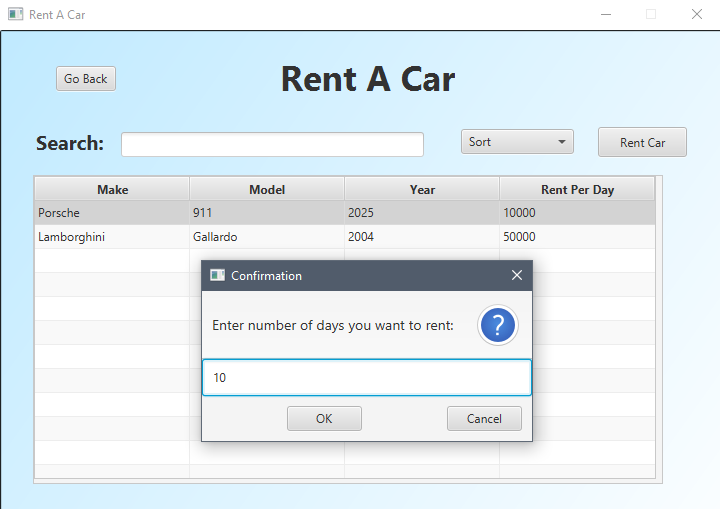 Rent A Car
Go Back
Rent A Car
Search:
Sort
Rent Car
Make Model Year Rent Per Day
Porsche 911 2025 10000
Lamborghini Gallardo 2004 50000
Confirmation
Enter number of days you want to rent:
?
10
OK Cancel